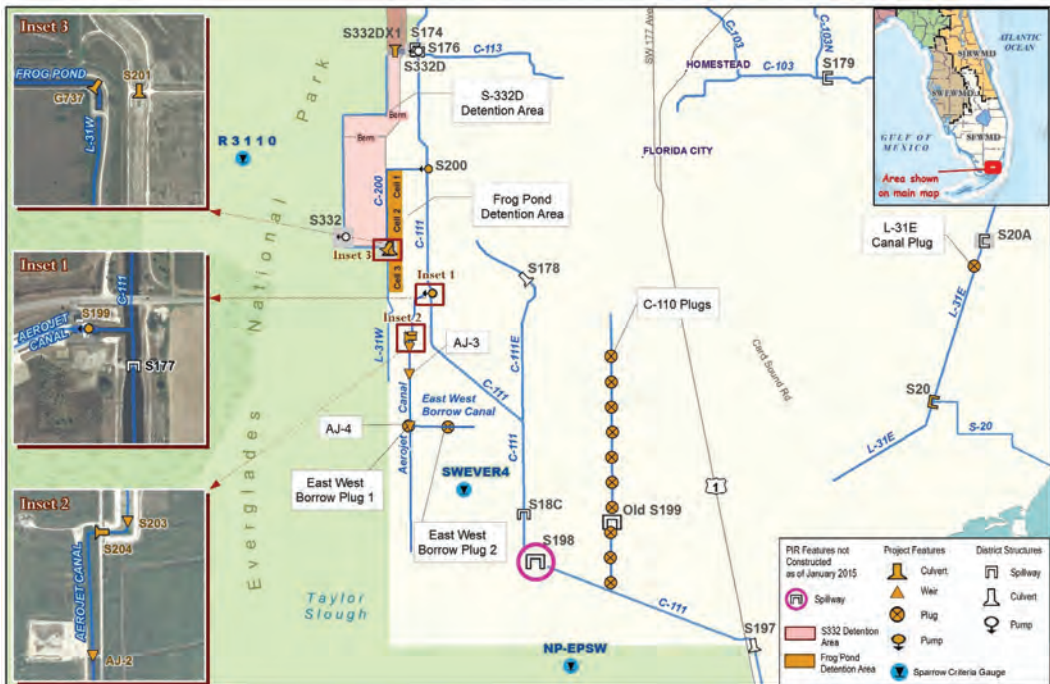 Inset 3
FROG POND
G737
S201
L-31W
Inset 1
C-111
S199
AEROJET
CANAL
S177
Inset 2
S203
S204
AEROJET CANAL
AJ-2
S332DX1
S174
S176
S332D
C-113
S-332D
Detention Area
Berm
Berm
R3110
S200
C-200
Cell 1
Cell 2
Cell 3
C-111
Frog Pond
Detention Area
S332
Inset 3
Inset 1
Inset 2
Everglades National Park
L-31W
AJ-3
Aerojet Canal
East West
Borrow Canal
AJ-4
East West
Borrow Plug 1
East West
Borrow Plug 2
SWEVER4
S178
C-111E
C-111
C-111
C-110 Plugs
S18C
S198
Old S199
C-111
S197
Taylor
Slough
NP-EPSW
SW 177 Ave
HOMESTEAD
FLORIDA CITY
C-103
C-103
C-103N
S179
Card Sound Rd
1
L-31E
Canal Plug
S20A
L-31E
S20
S-20
L-31E
ATLANTIC
OCEAN
SJRWMD
SWFWMD
SFWMD
GULF OF
MEXICO
Area shown
on main map
PIR Features not
Constructed
as of January 2015
Spillway
S332 Detention
Area
Frog Pond
Detention Area
Project Features
Culvert
Weir
Plug
Pump
Sparrow Criteria Gauge
District Structures
Spillway
Culvert
Pump